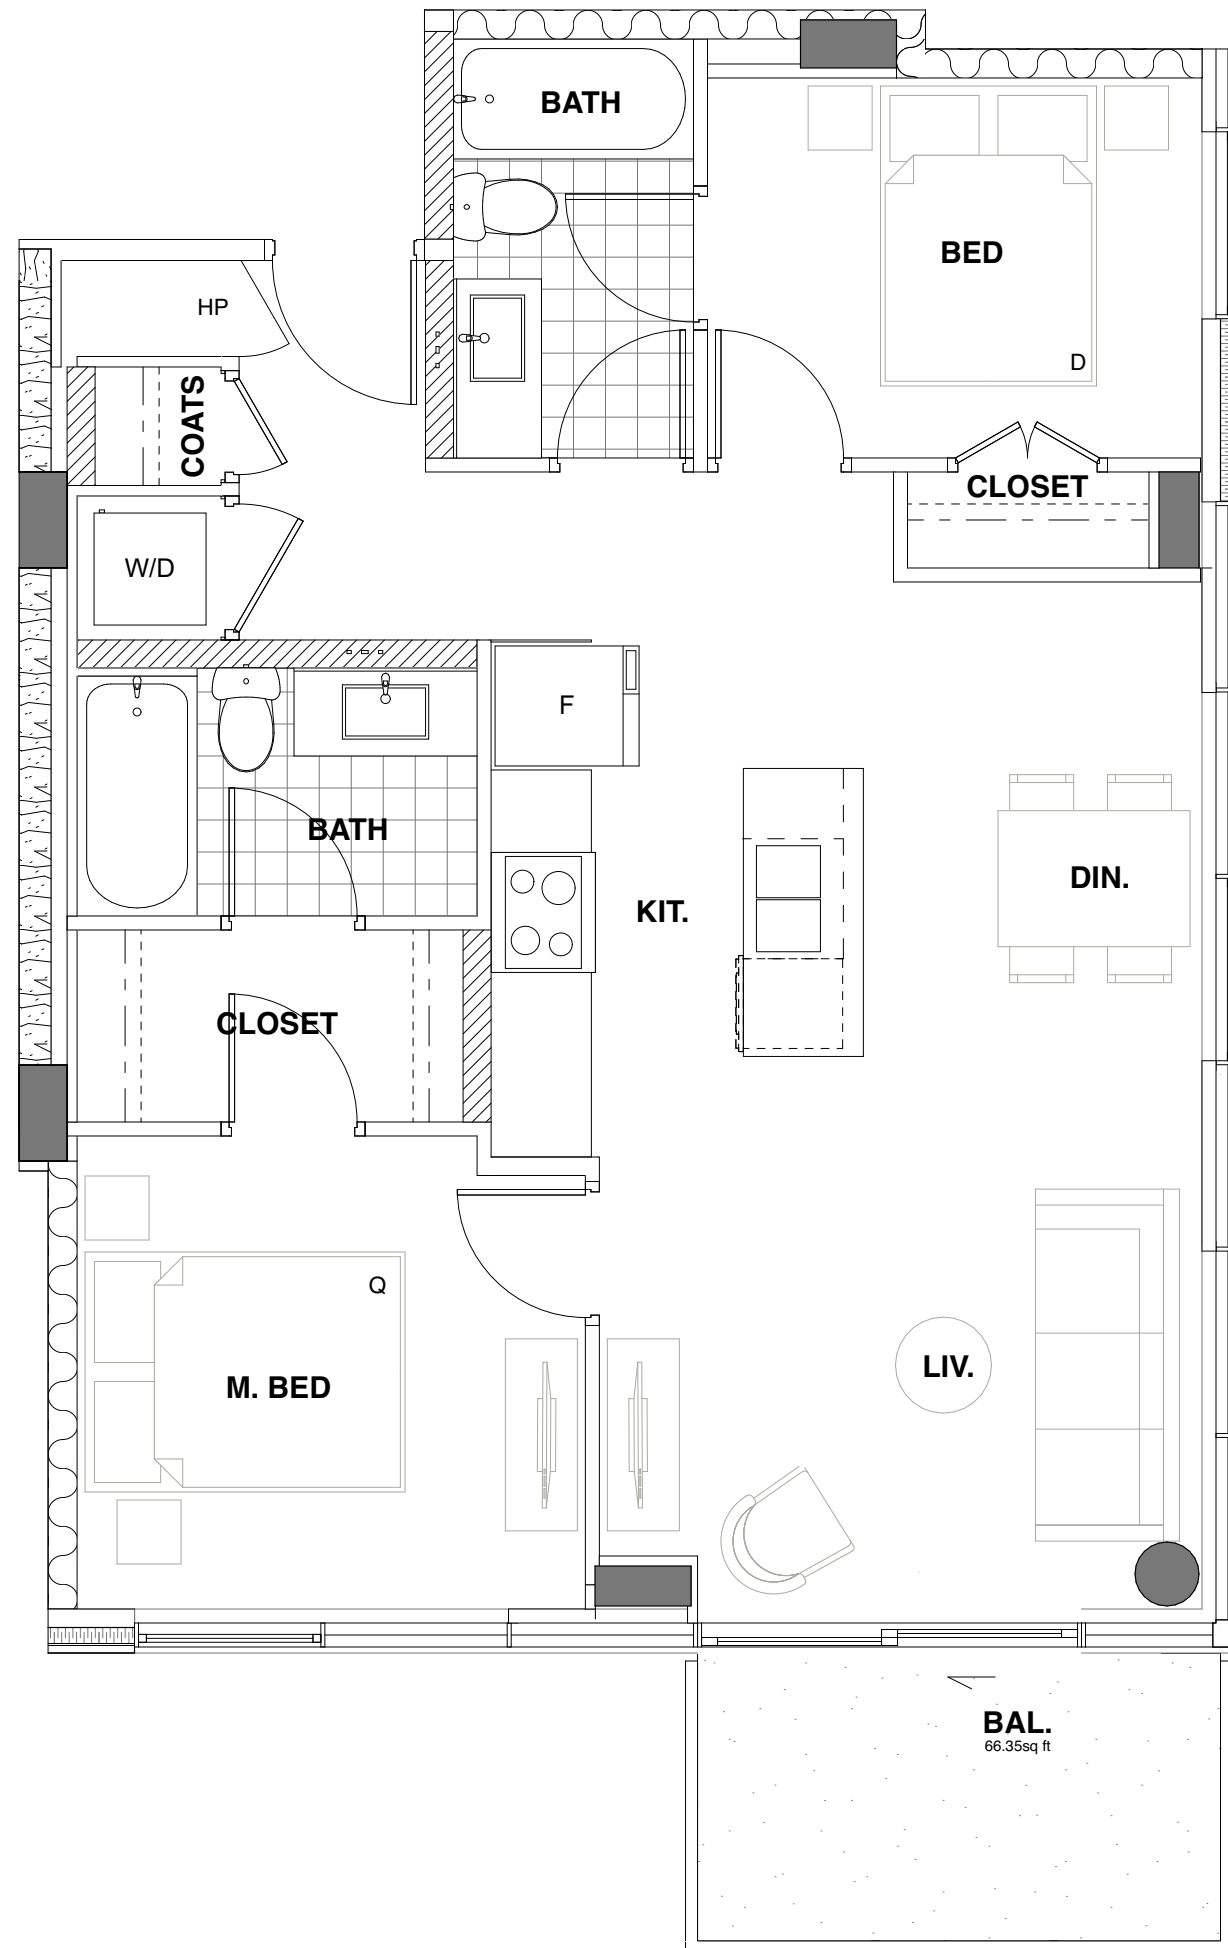 BATH
BED
HP
D
COATS
CLOSET
W/D
F
BATH
DIN.
KIT.
CLOSET
Q
LIV.
M. BED
BAL.
66.35sq ft